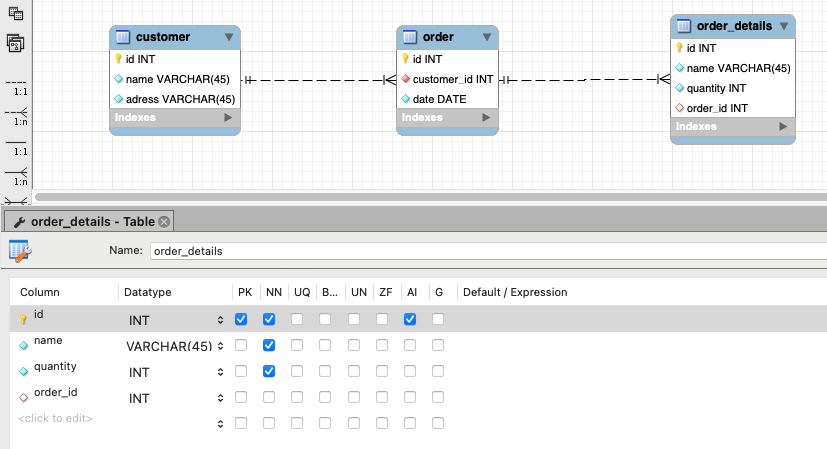 customer
id INT
name VARCHAR(45)
adress VARCHAR(45)
Indexes
order
id INT
customer_id INT
date DATE
Indexes
order_details
id INT
name VARCHAR(45)
quantity INT
order_id INT
Indexes
1:1
1:n
1:1
1:n
order_details - Table
Name: order_details
Column Datatype PK NN UQ B... UN ZF AI G Default / Expression
id INT
name VARCHAR(45)
quantity INT
order_id INT
<click to edit>